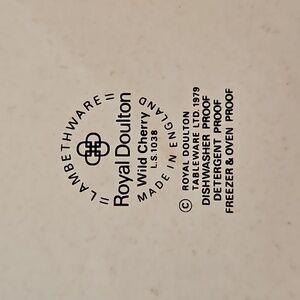 LAMBETHWARE
Royal Doulton
Wild Cherry
L.S.1038
MADE IN ENGLAND
© ROYAL DOULTON
TABLEWARE LTD. 1979
DISHWASHER PROOF
DETERGENT PROOF
FREEZER & OVEN PROOF